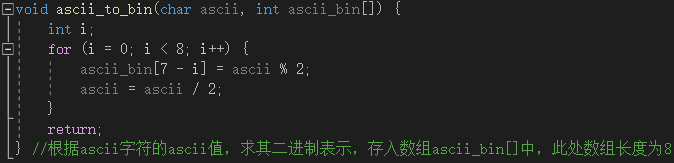 void ascii_to_bin(char ascii, int ascii_bin[]) {
int i;
for (i = 0; i < 8; i++) {
ascii_bin[7 - i] = ascii % 2;
ascii = ascii / 2;
}
return;
} //根据ascii字符的ascii值，求其二进制表示，存入数组ascii_bin[]中，此处数组长度为8